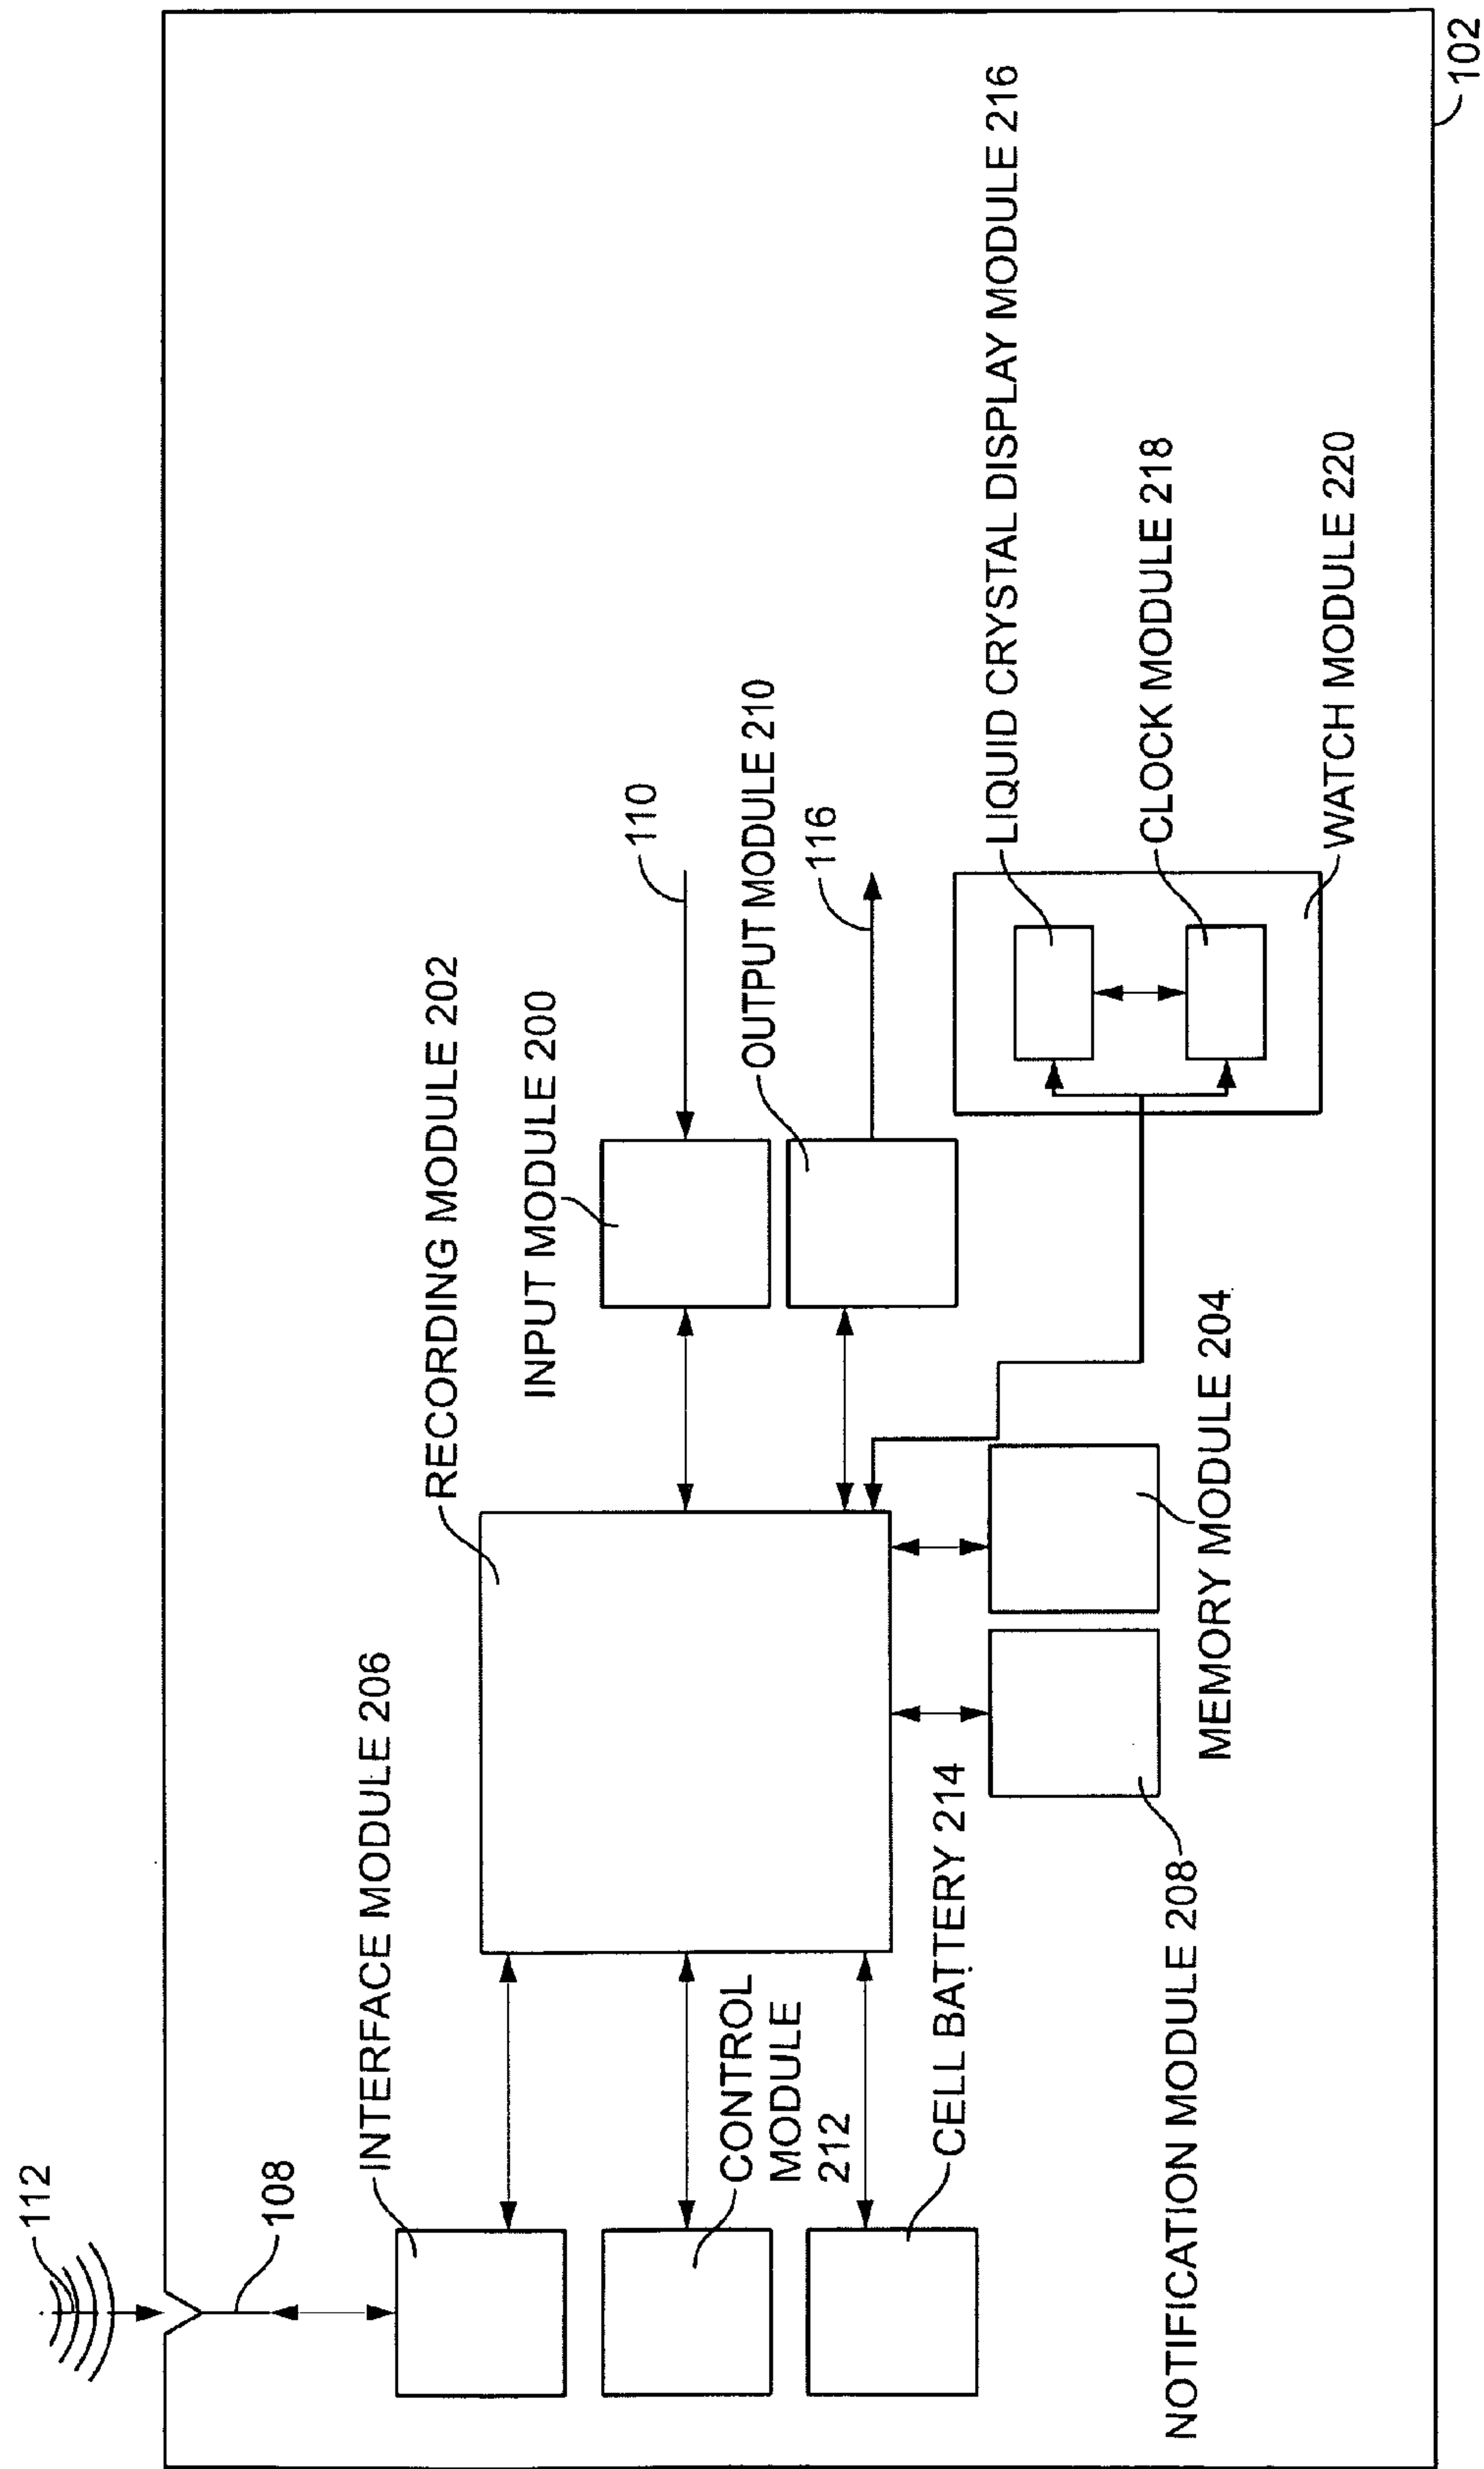 112
108
INTERFACE MODULE 206
RECORDING MODULE 202
INPUT MODULE 200
110
CONTROL
MODULE
212
OUTPUT MODULE 210
116
CELL BATTERY 214
LIQUID CRYSTAL DISPLAY MODULE 216
NOTIFICATION MODULE 208
MEMORY MODULE 204
CLOCK MODULE 218
WATCH MODULE 220
102